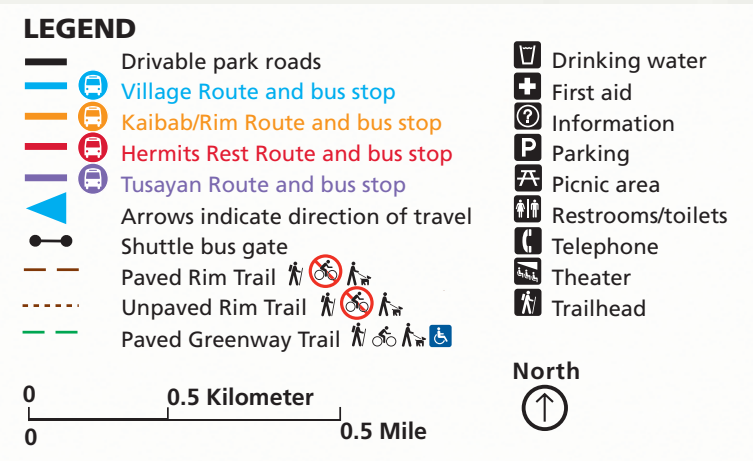 LEGEND
Drivable park roads
Village Route and bus stop
Kaibab/Rim Route and bus stop
Hermits Rest Route and bus stop
Tusayan Route and bus stop
Arrows indicate direction of travel
Shuttle bus gate
Paved Rim Trail
Unpaved Rim Trail
Paved Greenway Trail
0 0.5 Kilometer
0 0.5 Mile
Drinking water
First aid
? Information
P Parking
Picnic area
Restrooms/toilets
Telephone
Theater
Trailhead
North